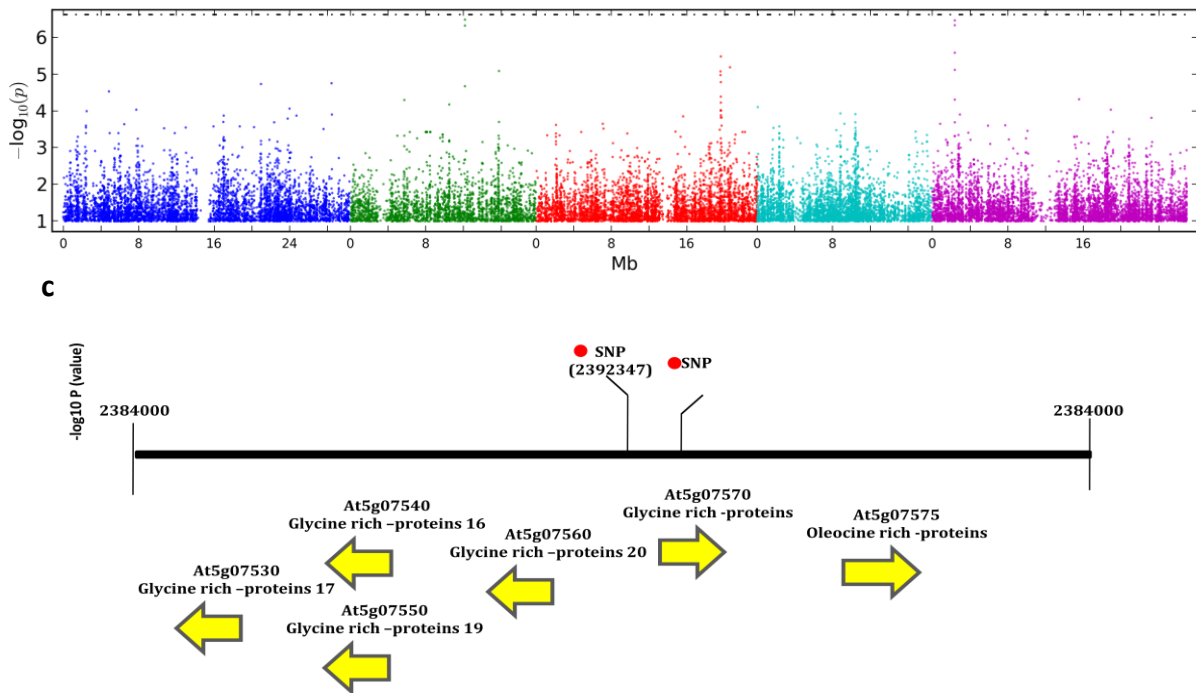 6
5
4
3
2
1
−log₁₀(p)
0 8 16 24 0 8 0 8 16 0 8 0 8 16
Mb
c
-log10 P (value)
SNP
(2392347)
SNP
2384000
2384000
At5g07540
Glycine rich –proteins 16
At5g07570
Glycine rich -proteins
At5g07575
Oleocine rich -proteins
At5g07560
Glycine rich –proteins 20
At5g07530
Glycine rich –proteins 17
At5g07550
Glycine rich –proteins 19